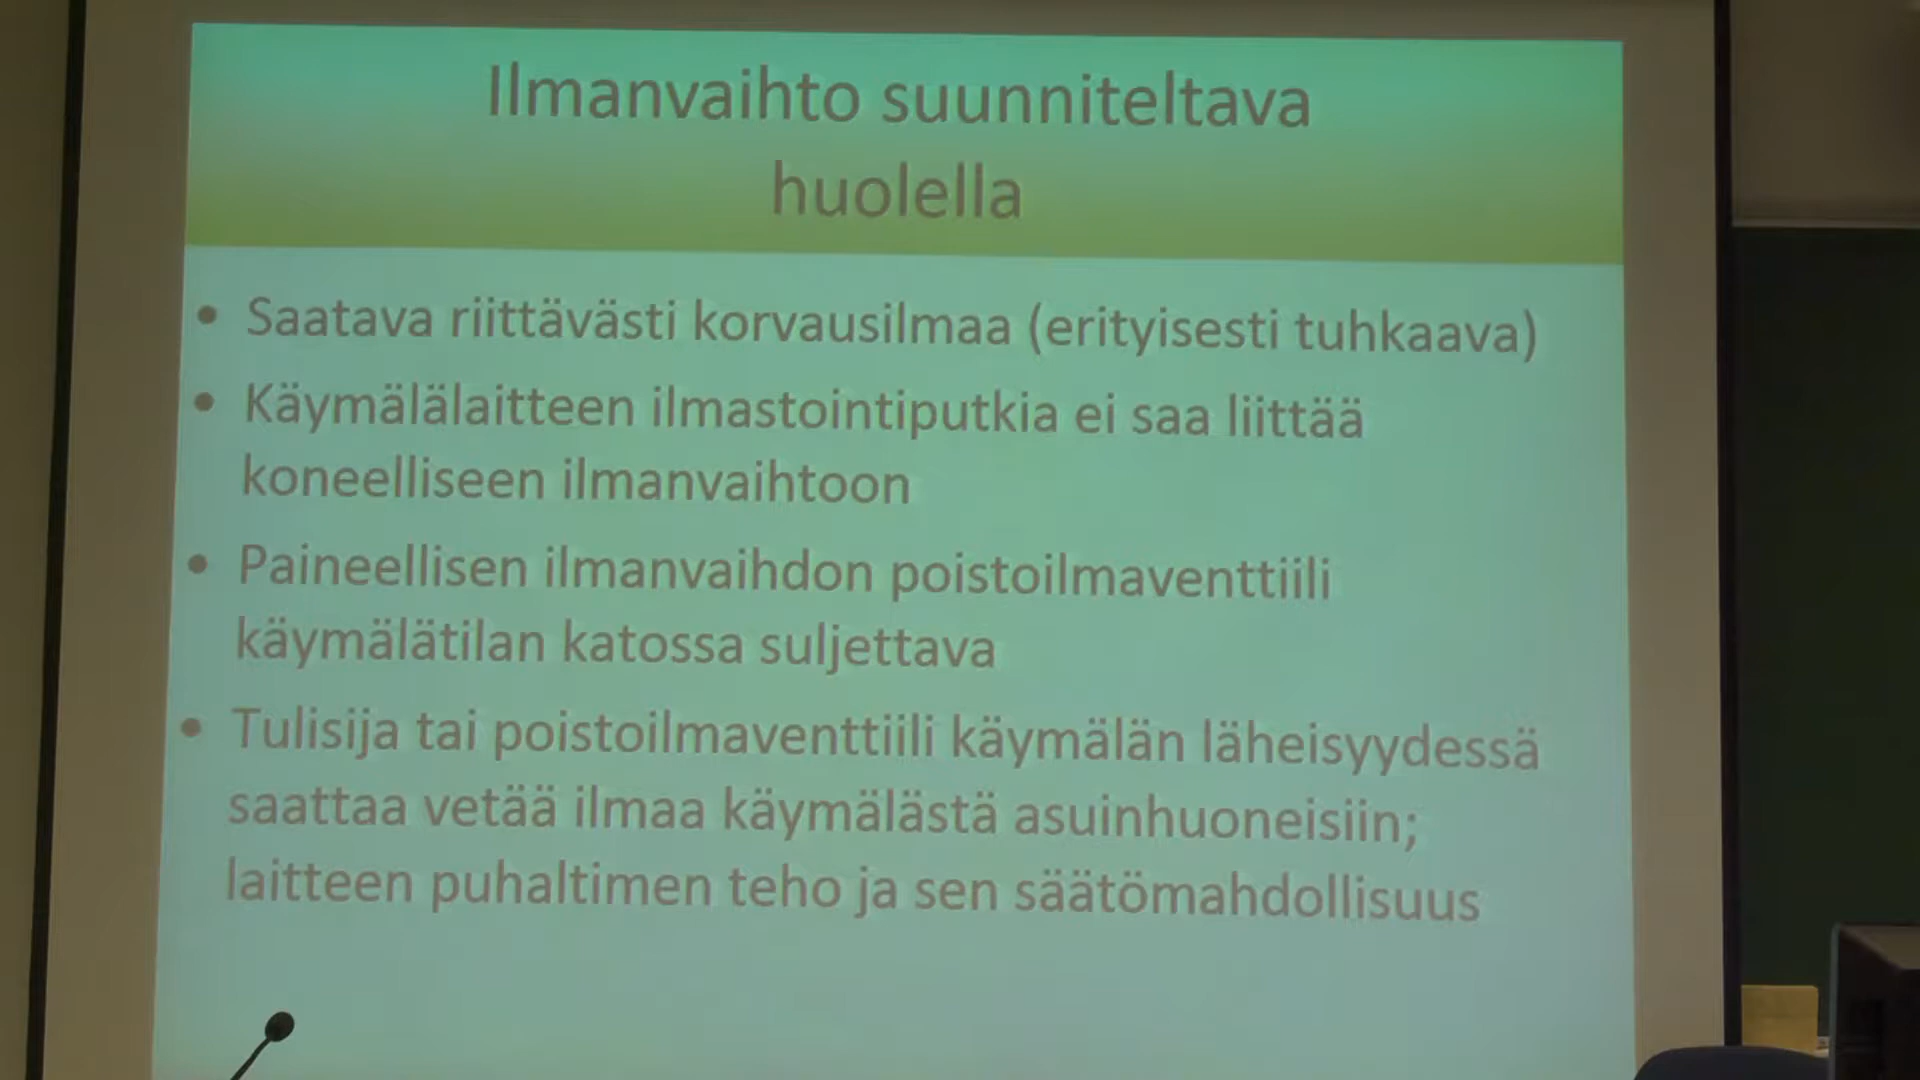 Ilmanvaihto suunniteltava
huolella
• Saatava riittävästi korvausilmaa (erityisesti tuhkaava)
• Käymälälaitteen ilmastointiputkia ei saa liittää
koneelliseen ilmanvaihtoon
• Paineellisen ilmanvaihdon poistoilmaventtiili
käymälätilan katossa suljettava
• Tulisija tai poistoilmaventtiili käymälän läheisyydessä
saattaa vetää ilmaa käymälästä asuinhuoneisiin;
laitteen puhaltimen teho ja sen säätömahdollisuus